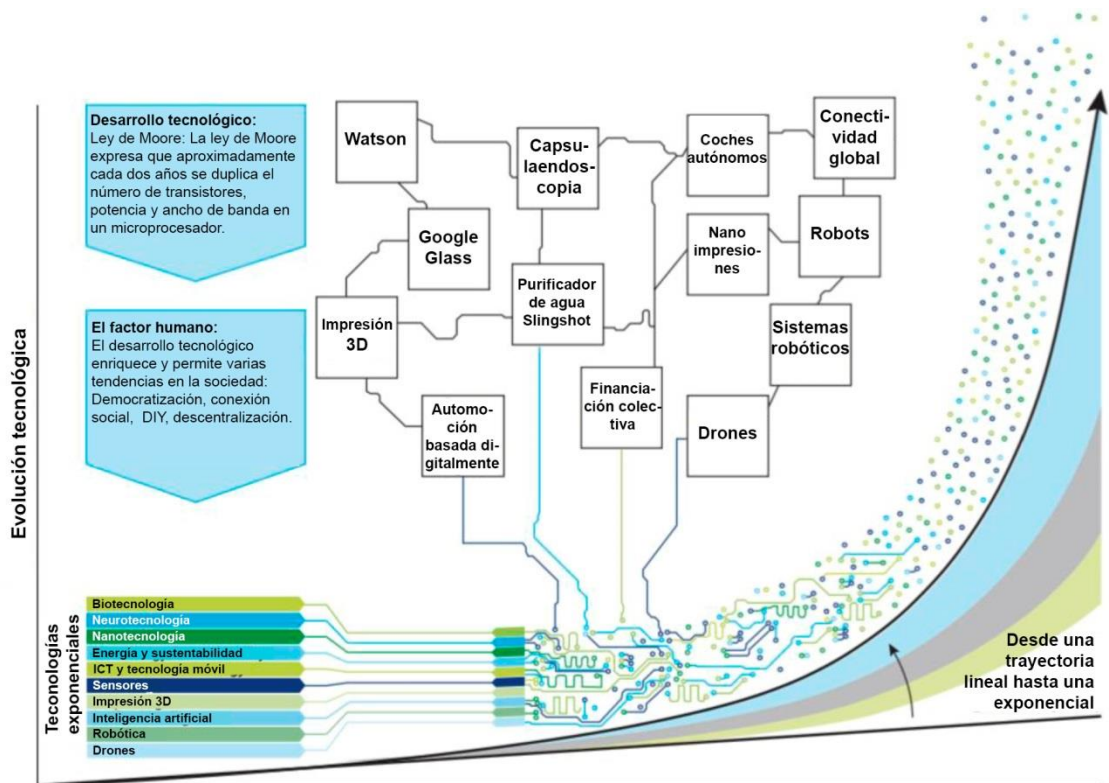 Evolución tecnológica
Desarrollo tecnológico:
Ley de Moore: La ley de Moore
expresa que aproximadamente
cada dos años se duplica el
número de transistores,
potencia y ancho de banda en
un microprocesador.
El factor humano:
El desarrollo tecnológico
enriquece y permite varias
tendencias en la sociedad:
Democratización, conexión
social, DIY, descentralización.
Watson
Capsu-
laendos-
copia
Coches
autónomos
Conecti-
vidad
global
Google
Glass
Nano
impresio-
nes
Robots
Impresión
3D
Purificador
de agua
Slingshot
Sistemas
robóticos
Automo-
ción
basada di-
gitalmente
Financia-
ción colec-
tiva
Drones
Teconologías
exponenciales
Biotecnología
Neurotecnología
Nanotecnología
Energía y sustentabilidad
ICT y tecnología móvil
Sensores
Impresión 3D
Inteligencia artificial
Robótica
Drones
Desde una
trayectoria
lineal hasta una
exponencial